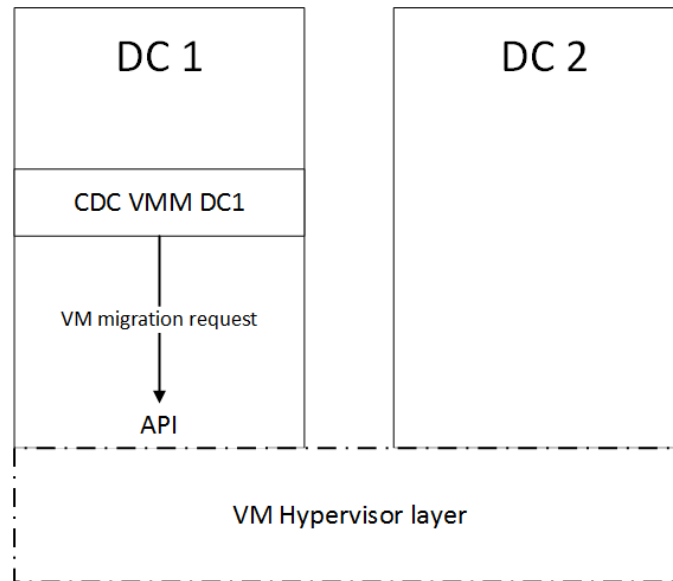 DC 1
DC 2
CDC VMM DC1
VM migration request
API
VM Hypervisor layer